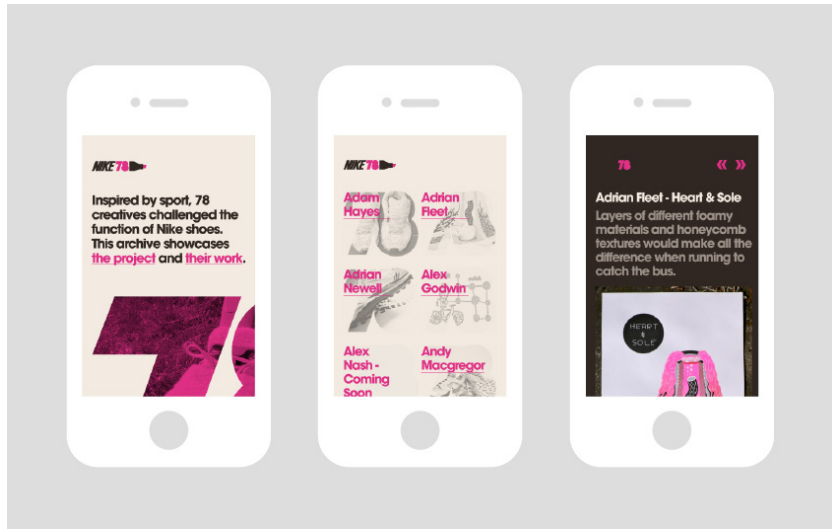 NIKE 78
Inspired by sport, 78
creatives challenged the
function of Nike shoes.
This archive showcases
the project and their work.
78
NIKE 78
Adam
Hayes
Adrian
Fleet
Adrian
Newell
Alex
Godwin
Alex
Nash -
Coming
Soon
Andy
Macgregor
78
« »
Adrian Fleet - Heart & Sole
Layers of different foamy
materials and honeycomb
textures would make all the
difference when running to
catch the bus.
HEART
&
SOLE